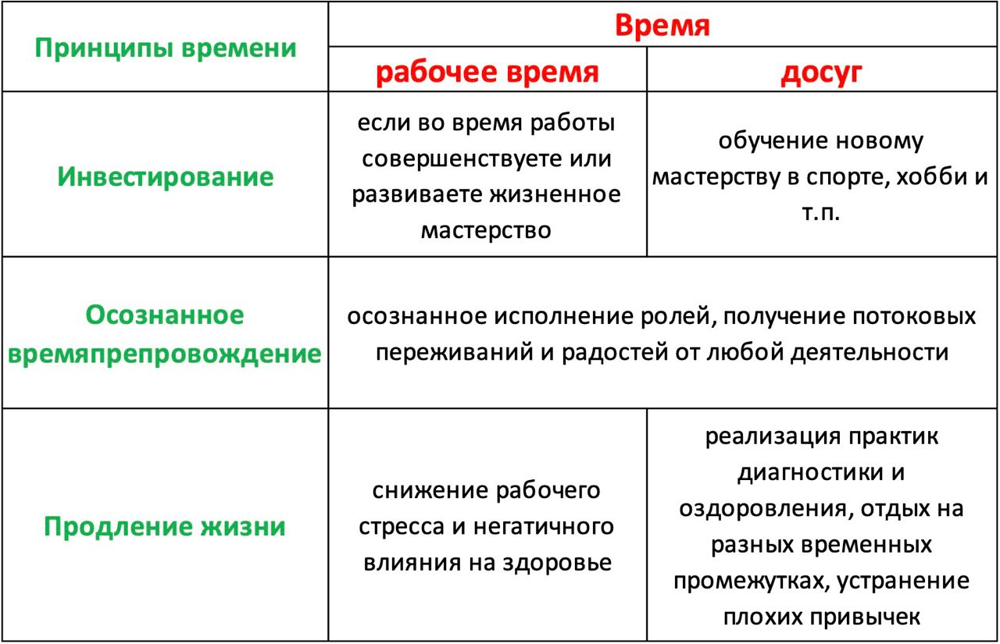 Принципы времени
Время
рабочее время
досуг
Инвестирование
если во время работы
совершенствуете или
развиваете жизненное
мастерство
обучение новому
мастерству в спорте, хобби и
т.п.
Осознанное
времяпрепровождение
осознанное исполнение ролей, получение потоковых
переживаний и радостей от любой деятельности
Продление жизни
снижение рабочего
стресса и негатичного
влияния на здоровье
реализация практик
диагностики и
оздоровления, отдых на
разных временных
промежутках, устранение
плохих привычек